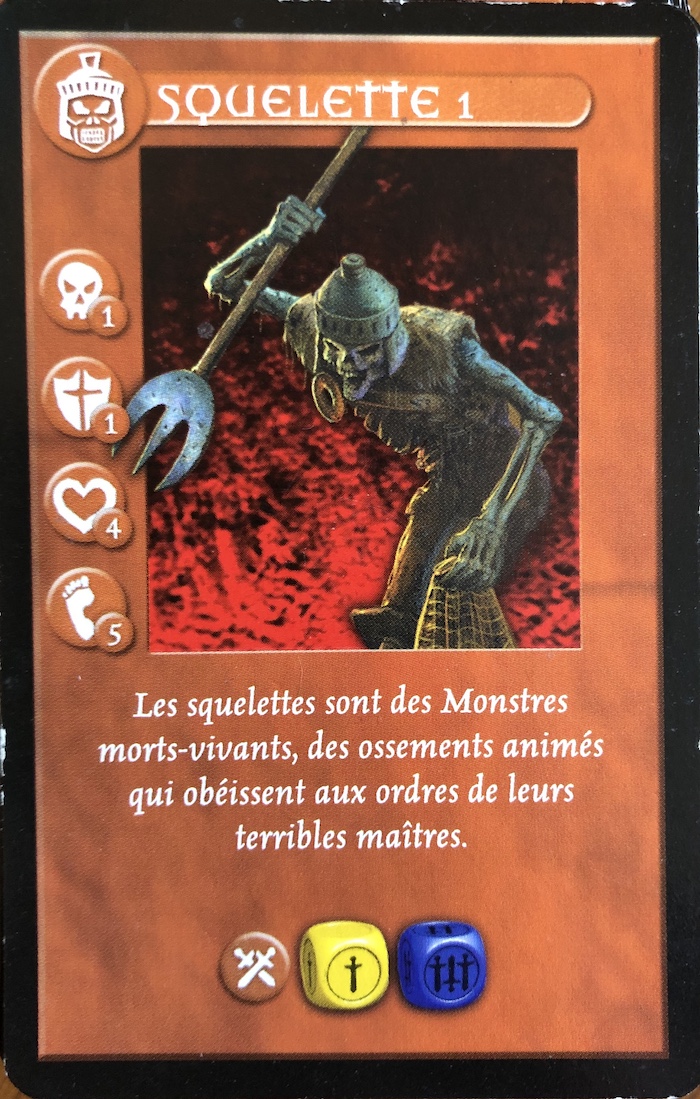 SQUELETTE 1
1
1
4
5
Les squelettes sont des Monstres
morts-vivants, des ossements animés
qui obéissent aux ordres de leurs
terribles maîtres.